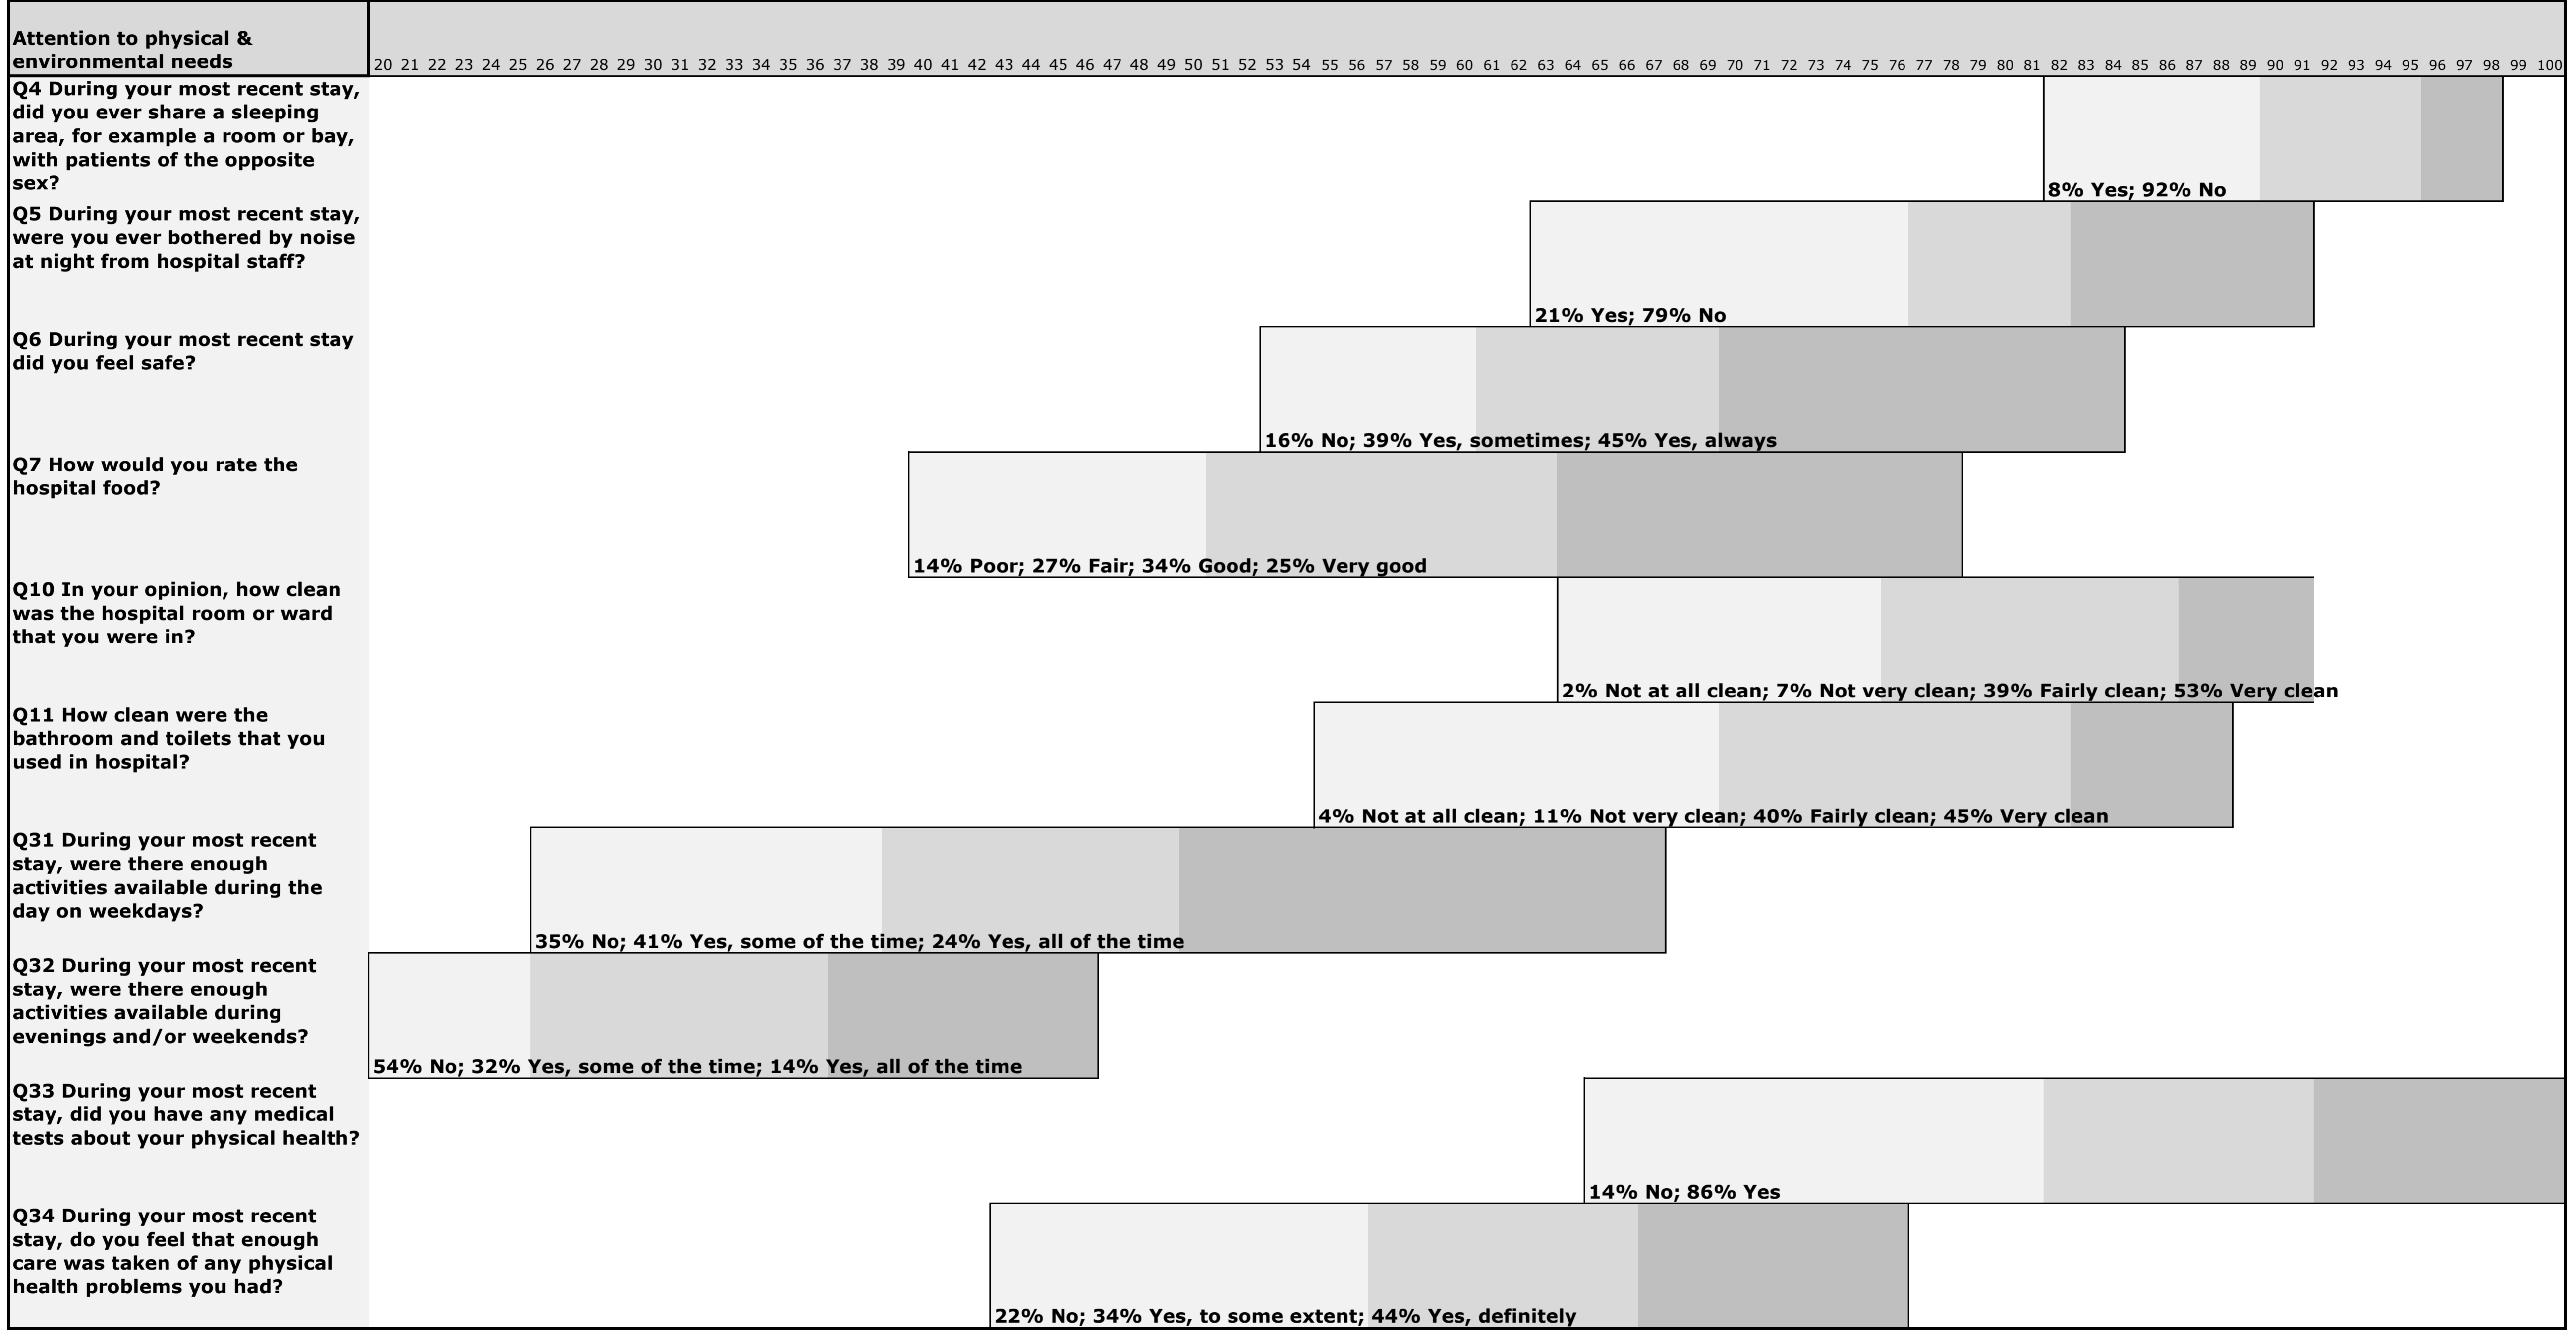 Attention to physical &
environmental needs
20 21 22 23 24 25 26 27 28 29 30 31 32 33 34 35 36 37 38 39 40 41 42 43 44 45 46 47 48 49 50 51 52 53 54 55 56 57 58 59 60 61 62 63 64 65 66 67 68 69 70 71 72 73 74 75 76 77 78 79 80 81 82 83 84 85 86 87 88 89 90 91 92 93 94 95 96 97 98 99 100
Q4 During your most recent stay,
did you ever share a sleeping
area, for example a room or bay,
with patients of the opposite
sex?
8% Yes; 92% No
Q5 During your most recent stay,
were you ever bothered by noise
at night from hospital staff?
21% Yes; 79% No
Q6 During your most recent stay
did you feel safe?
16% No; 39% Yes, sometimes; 45% Yes, always
Q7 How would you rate the
hospital food?
14% Poor; 27% Fair; 34% Good; 25% Very good
Q10 In your opinion, how clean
was the hospital room or ward
that you were in?
2% Not at all clean; 7% Not very clean; 39% Fairly clean; 53% Very clean
Q11 How clean were the
bathroom and toilets that you
used in hospital?
4% Not at all clean; 11% Not very clean; 40% Fairly clean; 45% Very clean
Q31 During your most recent
stay, were there enough
activities available during the
day on weekdays?
35% No; 41% Yes, some of the time; 24% Yes, all of the time
Q32 During your most recent
stay, were there enough
activities available during
evenings and/or weekends?
54% No; 32% Yes, some of the time; 14% Yes, all of the time
Q33 During your most recent
stay, did you have any medical
tests about your physical health?
14% No; 86% Yes
Q34 During your most recent
stay, do you feel that enough
care was taken of any physical
health problems you had?
22% No; 34% Yes, to some extent; 44% Yes, definitely